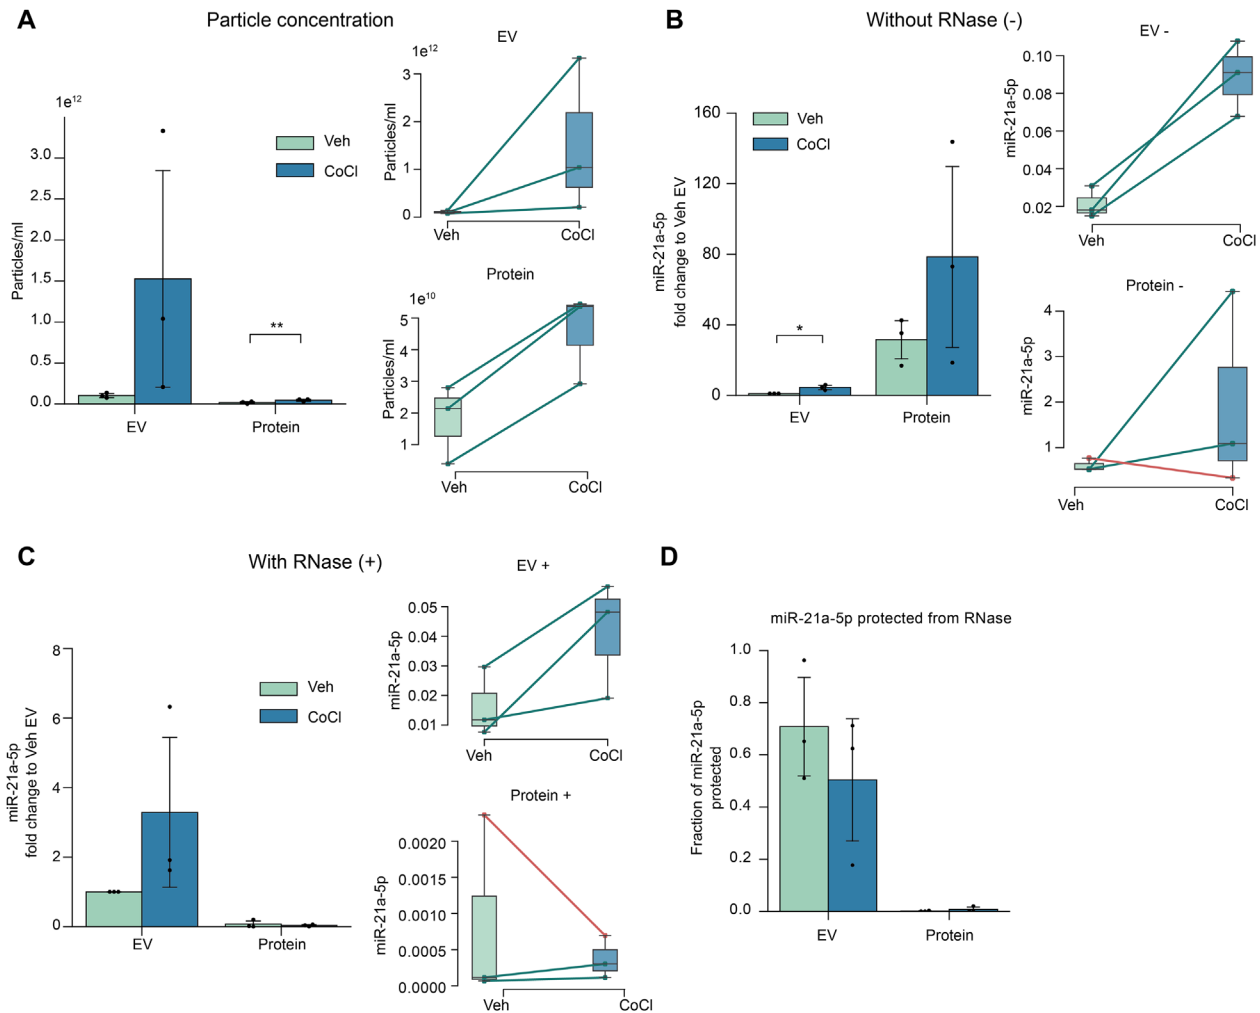 A
Particle concentration
1e12
Particles/ml
3.0
2.5
2.0
1.5
1.0
0.5
0.0
EV
Protein
**
Veh
CoCl
EV
1e12
Particles/ml
3
2
1
0
Veh
CoCl
Protein
1e10
Particles/ml
5
4
3
2
1
Veh
CoCl
B
Without RNase (-)
miR-21a-5p
fold change to Veh EV
160
120
80
40
0
Veh
CoCl
*
EV
Protein
EV -
miR-21a-5p
0.10
0.08
0.06
0.04
0.02
Veh
CoCl
Protein -
miR-21a-5p
4
3
2
1
Veh
CoCl
C
With RNase (+)
miR-21a-5p
fold change to Veh EV
8
6
4
2
0
Veh
CoCl
EV
Protein
EV +
miR-21a-5p
0.05
0.04
0.03
0.02
0.01
Veh
CoCl
Protein +
miR-21a-5p
0.0020
0.0015
0.0010
0.0005
0.0000
Veh
CoCl
D
miR-21a-5p protected from RNase
Fraction of miR-21a-5p
protected
1.0
0.8
0.6
0.4
0.2
0.0
EV
Protein